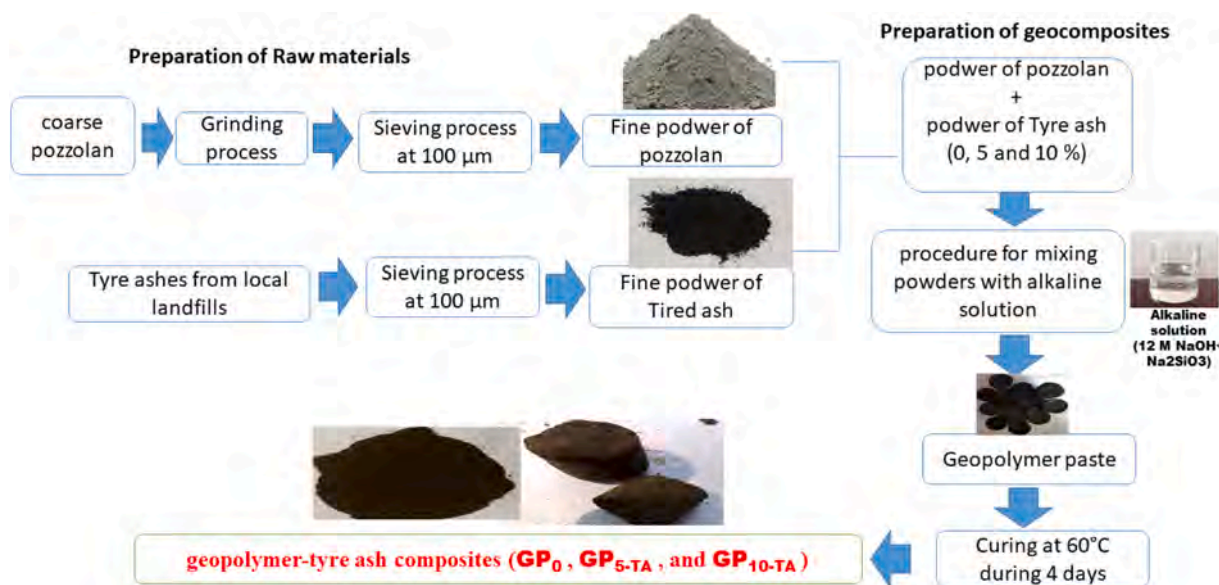 Preparation of Raw materials
coarse
pozzolan
Grinding
process
Sieving process
at 100 µm
Fine podwer of
pozzolan
Tyre ashes from local
landfills
Sieving process
at 100 µm
Fine podwer of
Tired ash
Preparation of geocomposites
podwer of pozzolan
+
podwer of Tyre ash
(0, 5 and 10 %)
procedure for mixing
powders with alkaline
solution
Alkaline
solution
(12 M NaOH+
Na2SiO3)
Geopolymer paste
Curing at 60°C
during 4 days
geopolymer-tyre ash composites (GP0 , GP5-TA, and GP10-TA )